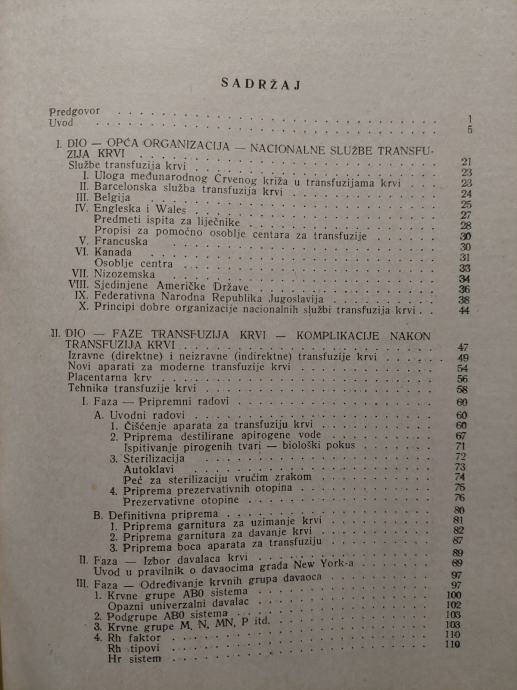 SADRŽAJ
Predgovor . . . . . . . . . . 1
Uvod . . . . . . . . . . 5
I. DIO — OPĆA ORGANIZACIJA — NACIONALNE SLUŽBE TRANSFU-
ZIJA KRVI . . . . . . . . . . 21
Službe transfuzija krvi . . . . . . . . . . 23
I. Uloga međunarodnog Crvenog križa u transfuzijama krvi . . . 23
II. Barcelonska služba transfuzija krvi . . . . . . . . 24
III. Belgija . . . . . . . . . . 25
IV. Engleska i Wales . . . . . . . . . . 27
Predmeti ispita za liječnike . . . . . . . . . . 28
Propisi za pomoćno osoblje centara za transfuzije . . . . . 30
V. Francuska . . . . . . . . . . 30
VI. Kanada . . . . . . . . . . 31
Osoblje centra . . . . . . . . . . 33
VII. Nizozemska . . . . . . . . . . 34
VIII. Sjedinjene Američke Države . . . . . . . . . . 36
IX. Federativna Narodna Republika Jugoslavija . . . . . . 38
X. Principi dobre organizacije nacionalnih službi transfuzija krvi . . 44
II. DIO — FAZE TRANSFUZIJA KRVI — KOMPLIKACIJE NAKON
TRANSFUZIJA KRVI . . . . . . . . . . 47
Izravne (direktne) i neizravne (indirektne) transfuzije krvi . . . . 49
Novi aparati za moderne transfuzije krvi . . . . . . . . 54
Placentarna krv . . . . . . . . . . 56
Tehnika transfuzije krvi . . . . . . . . . . 58
I. Faza — Pripremni radovi . . . . . . . . . . 60
A. Uvodni radovi . . . . . . . . . . 60
1. Čišćenje aparata za transfuziju krvi . . . . . . . 60
2. Priprema destilirane apirogene vode . . . . . . . 67
Ispitivanje pirogenih tvari — biološki pokus . . . . . 71
3. Sterilizacija . . . . . . . . . . 72
Autoklavi . . . . . . . . . . 73
Peć za sterilizaciju vrućim zrakom . . . . . . . 74
4. Priprema prezervativnih otopina . . . . . . . . 75
Prezervativne otopine . . . . . . . . . . 76
B. Definitivna priprema . . . . . . . . . . 80
1. Priprema garnitura za uzimanje krvi . . . . . . . 81
2. Priprema garnitura za davanje krvi . . . . . . . 82
3. Priprema boca aparata za transfuziju . . . . . . . 87
II. Faza — Izbor davalaca krvi . . . . . . . . . . 89
Uvod u pravilnik o davaocima grada New York-a . . . . . 89
III. Faza — Određivanje krvnih grupa davaoca . . . . . . 97
1. Krvne grupe AB0 sistema . . . . . . . . . . 97
Opazni univerzalni davalac . . . . . . . . . . 100
2. Podgrupe AB0 sistema . . . . . . . . . . 102
3. Krvne grupe M, N, MN, P itd. . . . . . . . . . 103
4. Rh faktor . . . . . . . . . . 103
Rh tipovi . . . . . . . . . . 110
Hr sistem . . . . . . . . . . 110